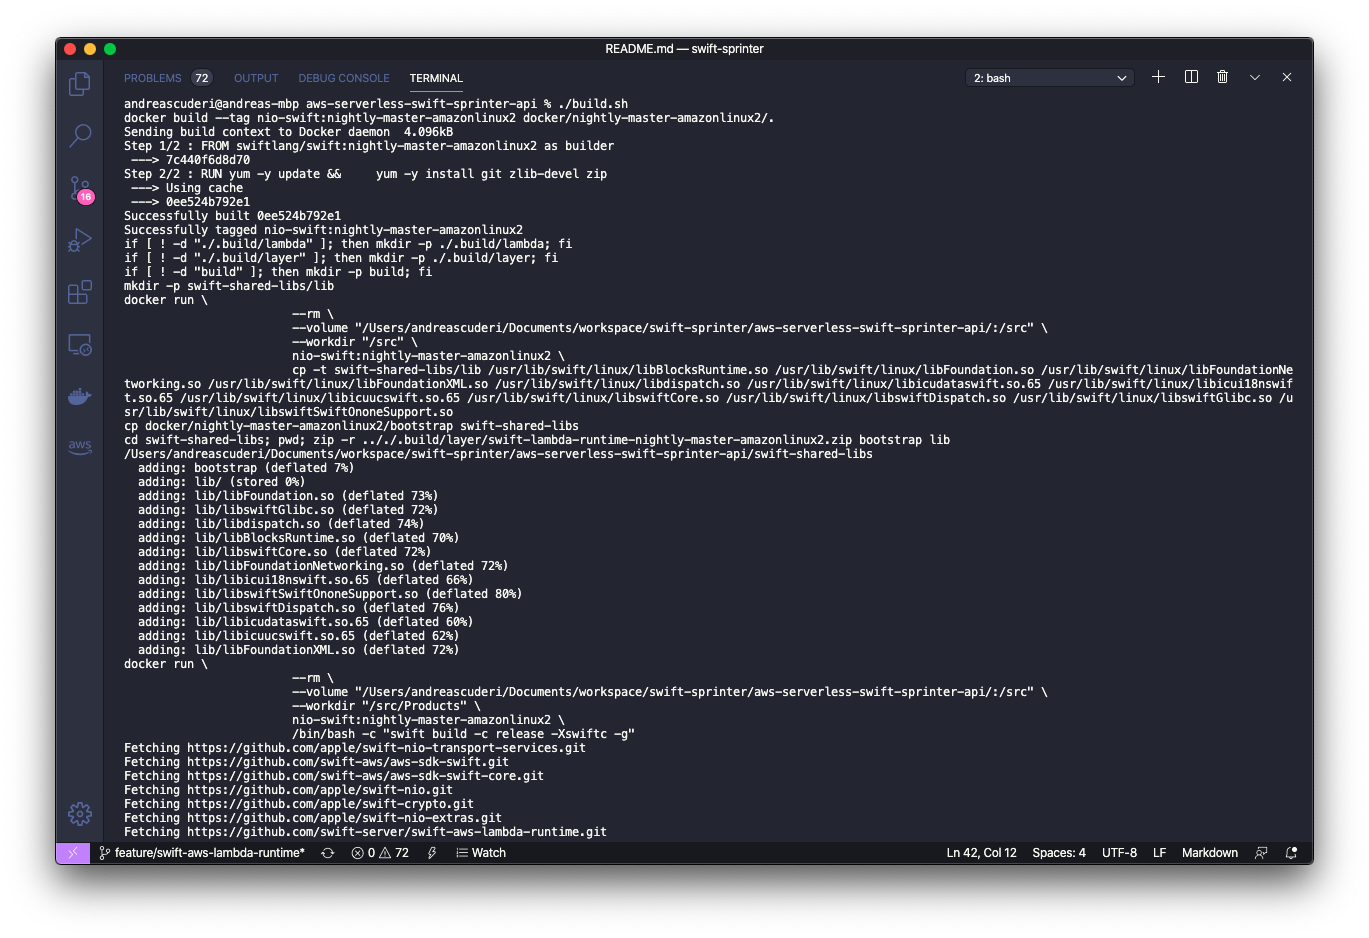 README.md — swift-sprinter
PROBLEMS 72 OUTPUT DEBUG CONSOLE TERMINAL 2: bash
andreascuderi@andreas-mbp aws-serverless-swift-sprinter-api % ./build.sh
docker build --tag nio-swift:nightly-master-amazonlinux2 docker/nightly-master-amazonlinux2/.
Sending build context to Docker daemon  4.096kB
Step 1/2 : FROM swiftlang/swift:nightly-master-amazonlinux2 as builder
 ---> 7c440f6d8d70
Step 2/2 : RUN yum -y update &&     yum -y install git zlib-devel zip
 ---> Using cache
 ---> 0ee524b792e1
Successfully built 0ee524b792e1
Successfully tagged nio-swift:nightly-master-amazonlinux2
if [ ! -d "./.build/lambda" ]; then mkdir -p ./.build/lambda; fi
if [ ! -d "./.build/layer" ]; then mkdir -p ./.build/layer; fi
if [ ! -d "build" ]; then mkdir -p build; fi
mkdir -p swift-shared-libs/lib
docker run \
--rm \
--volume "/Users/andreascuderi/Documents/workspace/swift-sprinter/aws-serverless-swift-sprinter-api/:/src" \
--workdir "/src" \
nio-swift:nightly-master-amazonlinux2 \
cp -t swift-shared-libs/lib /usr/lib/swift/linux/libBlocksRuntime.so /usr/lib/swift/linux/libFoundation.so /usr/lib/swift/linux/libFoundationNe
tworking.so /usr/lib/swift/linux/libFoundationXML.so /usr/lib/swift/linux/libdispatch.so /usr/lib/swift/linux/libicudataswift.so.65 /usr/lib/swift/linux/libicui18nswif
t.so.65 /usr/lib/swift/linux/libicuucswift.so.65 /usr/lib/swift/linux/libswiftCore.so /usr/lib/swift/linux/libswiftDispatch.so /usr/lib/swift/linux/libswiftGlibc.so /u
sr/lib/swift/linux/libswiftSwiftOnoneSupport.so
cp docker/nightly-master-amazonlinux2/bootstrap swift-shared-libs
cd swift-shared-libs; pwd; zip -r .././.build/layer/swift-lambda-runtime-nightly-master-amazonlinux2.zip bootstrap lib
/Users/andreascuderi/Documents/workspace/swift-sprinter/aws-serverless-swift-sprinter-api/swift-shared-libs
  adding: bootstrap (deflated 7%)
  adding: lib/ (stored 0%)
  adding: lib/libFoundation.so (deflated 73%)
  adding: lib/libswiftGlibc.so (deflated 72%)
  adding: lib/libdispatch.so (deflated 74%)
  adding: lib/libBlocksRuntime.so (deflated 70%)
  adding: lib/libswiftCore.so (deflated 72%)
  adding: lib/libFoundationNetworking.so (deflated 72%)
  adding: lib/libicui18nswift.so.65 (deflated 66%)
  adding: lib/libswiftSwiftOnoneSupport.so (deflated 80%)
  adding: lib/libswiftDispatch.so (deflated 76%)
  adding: lib/libicudataswift.so.65 (deflated 60%)
  adding: lib/libicuucswift.so.65 (deflated 62%)
  adding: lib/libFoundationXML.so (deflated 72%)
docker run \
--rm \
--volume "/Users/andreascuderi/Documents/workspace/swift-sprinter/aws-serverless-swift-sprinter-api/:/src" \
--workdir "/src/Products" \
nio-swift:nightly-master-amazonlinux2 \
/bin/bash -c "swift build -c release -Xswiftc -g"
Fetching https://github.com/apple/swift-nio-transport-services.git
Fetching https://github.com/swift-aws/aws-sdk-swift.git
Fetching https://github.com/swift-aws/aws-sdk-swift-core.git
Fetching https://github.com/apple/swift-nio.git
Fetching https://github.com/apple/swift-crypto.git
Fetching https://github.com/apple/swift-nio-extras.git
Fetching https://github.com/swift-server/swift-aws-lambda-runtime.git
16
aws
feature/swift-aws-lambda-runtime* 0 72 Watch Ln 42, Col 12 Spaces: 4 UTF-8 LF Markdown